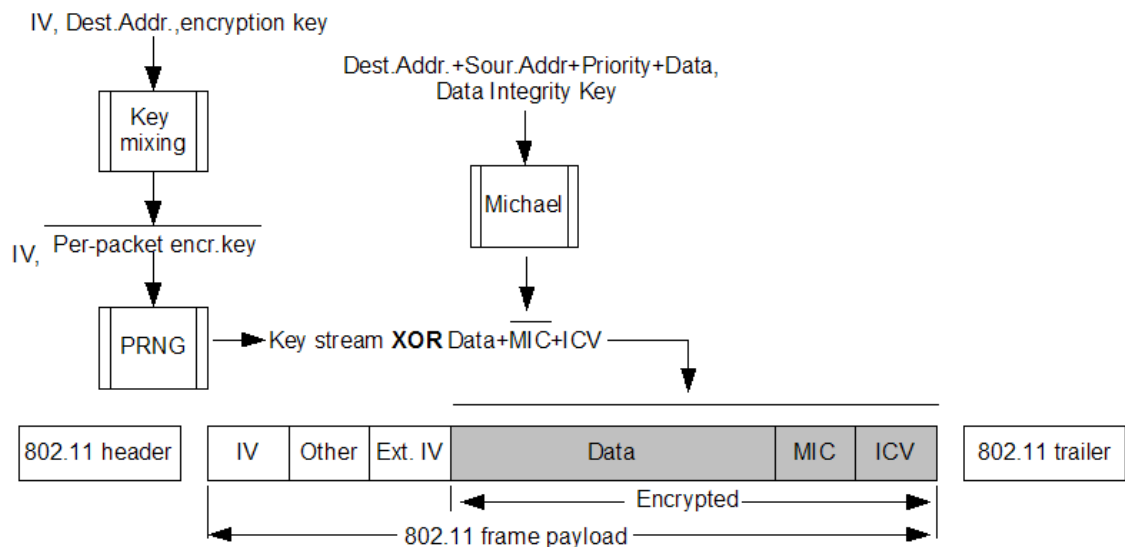 IV, Dest.Addr.,encryption key
Dest.Addr.+Sour.Addr+Priority+Data,
Data Integrity Key
Key
mixing
Michael
IV,
Per-packet encr.key
PRNG
Key stream XOR Data+MIC+ICV
802.11 header
IV
Other
Ext. IV
Data
MIC
ICV
802.11 trailer
Encrypted
802.11 frame payload